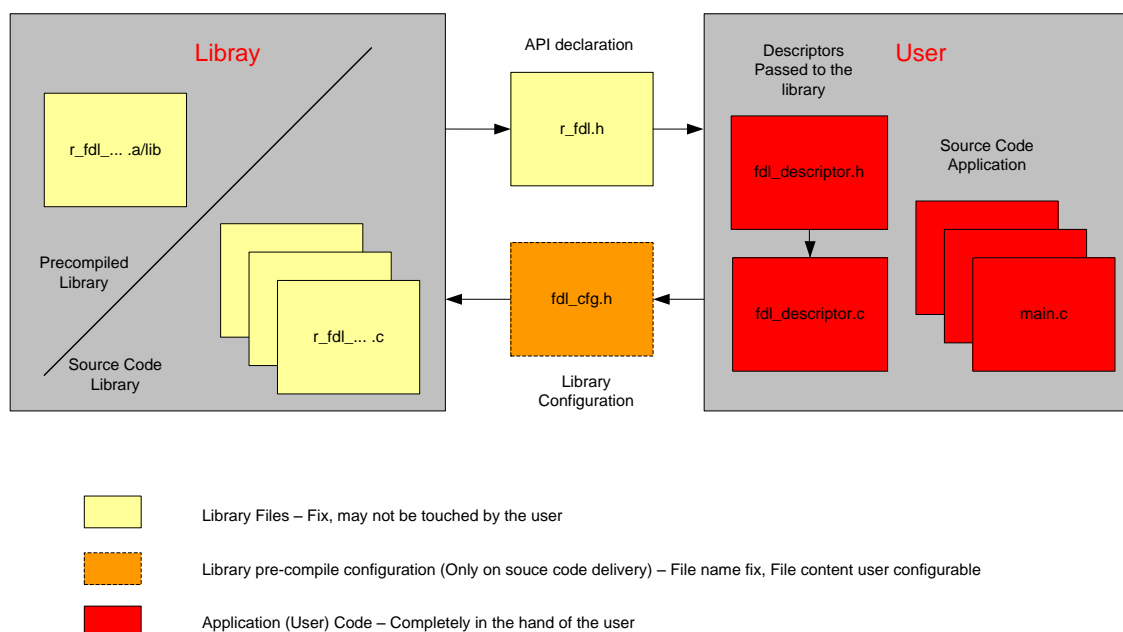 Libray
r_fdl_... .a/lib
Precompiled
Library
Source Code
Library
r_fdl_... .c
API declaration
r_fdl.h
fdl_cfg.h
Library
Configuration
Descriptors
Passed to the
library
User
fdl_descriptor.h
fdl_descriptor.c
Source Code
Application
main.c
Library Files – Fix, may not be touched by the user
Library pre-compile configuration (Only on souce code delivery) – File name fix, File content user configurable
Application (User) Code – Completely in the hand of the user